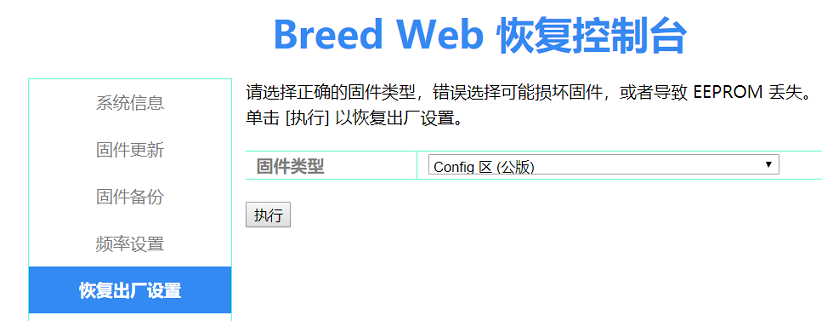 Breed Web 恢复控制台
系统信息
固件更新
固件备份
频率设置
恢复出厂设置
请选择正确的固件类型，错误选择可能损坏固件，或者导致 EEPROM 丢失。
单击 [执行] 以恢复出厂设置。
固件类型 Config 区 (公版)
执行